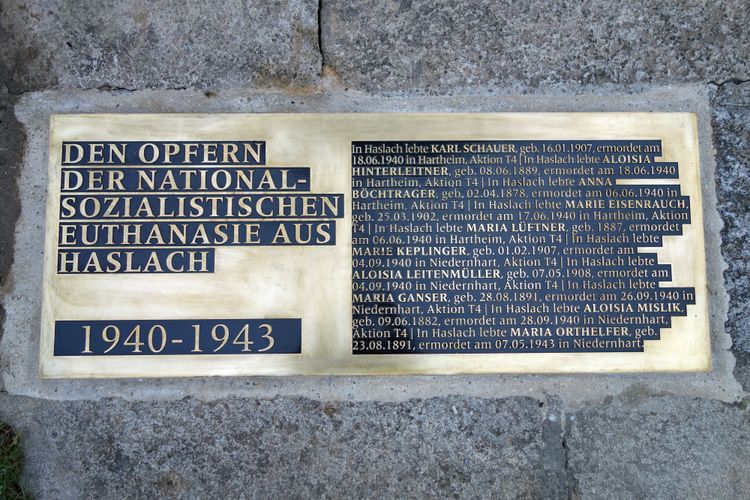 DEN OPFERN
DER NATIONAL-
SOZIALISTISCHEN
EUTHANASIE AUS
HASLACH
1940-1943
In Haslach lebte KARL SCHAUER, geb. 16.01.1907, ermordet am
18.06.1940 in Hartheim, Aktion T4 | In Haslach lebte ALOISIA
HINTERLEITNER, geb. 08.06.1889, ermordet am 18.06.1940
in Hartheim, Aktion T4 | In Haslach lebte ANNA
BOCHTRAGER, geb. 02.04.1878, ermordet am 06.06.1940 in
Hartheim, Aktion T4 | In Haslach lebte MARIE EISENRAUCH,
geb. 25.03.1902, ermordet am 17.06.1940 in Hartheim, Aktion
T4 | In Haslach lebte MARIA LÜFTNER, geb. 1887, ermordet
am 06.06.1940 in Hartheim, Aktion T4 | In Haslach lebte
MARIE KEPLINGER, geb. 01.02.1907, ermordet am
04.09.1940 in Niedernhart, Aktion T4 | In Haslach lebte
ALOISIA LEITENMÜLLER, geb. 07.05.1908, ermordet am
04.09.1940 in Niedernhart, Aktion T4 | In Haslach lebte
MARIA GANSER, geb. 28.08.1891, ermordet am 26.09.1940 in
Niedernhart, Aktion T4 | In Haslach lebte ALOISIA MISLIK,
geb. 09.06.1882, ermordet am 28.09.1940 in Niedernhart,
Aktion T4 | In Haslach lebte MARIA ORTHELFER, geb.
23.08.1891, ermordet am 07.05.1943 in Niedernhart.